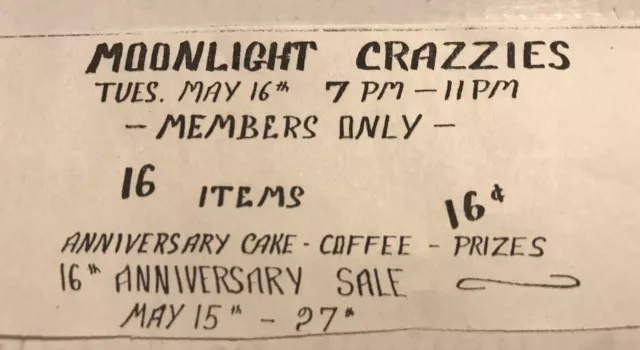 MOONLIGHT CRAZZIES
TUES. MAY 16th 7 PM - 11 PM
- MEMBERS ONLY -
16 ITEMS 16¢
ANNIVERSARY CAKE - COFFEE - PRIZES
16th ANNIVERSARY SALE
MAY 15th - 27th